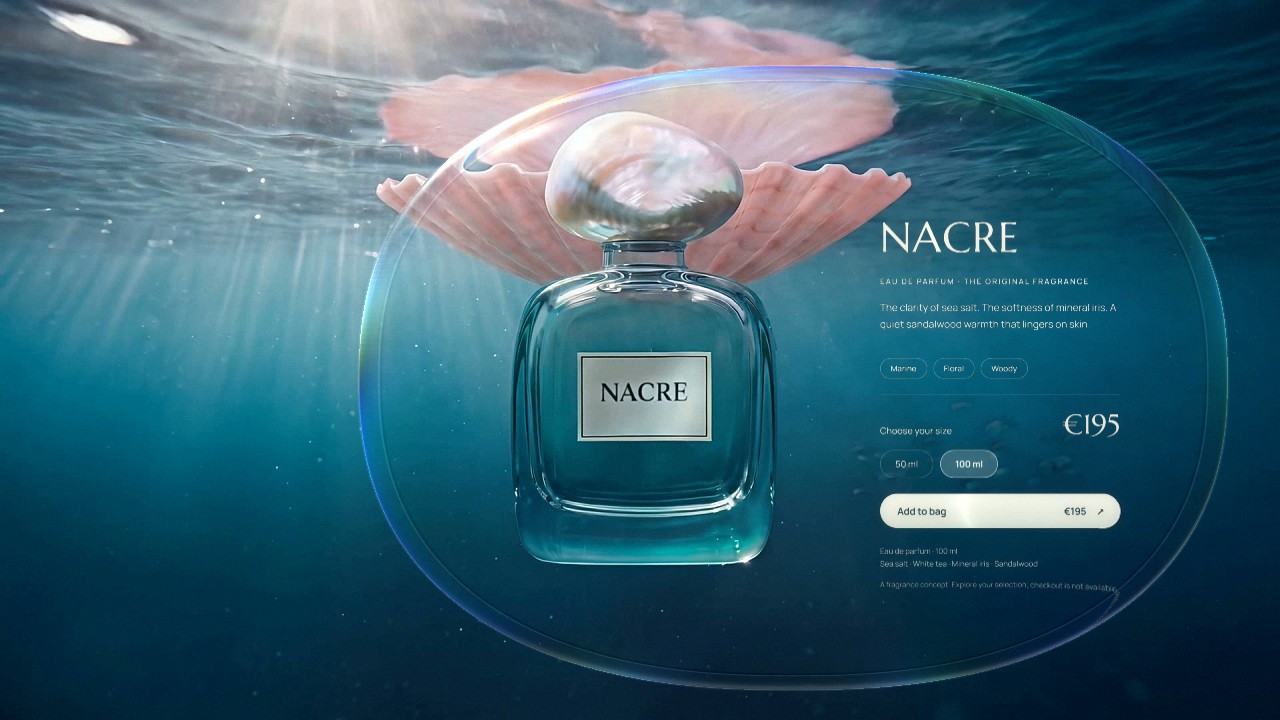 NACRE
NACRE
EAU DE PARFUM · THE ORIGINAL FRAGRANCE
The clarity of sea salt. The softness of mineral iris. A
quiet sandalwood warmth that lingers on skin
Marine Floral Woody
Choose your size €195
50 ml 100 ml
Add to bag €195 ↗
Eau de parfum · 100 ml
Sea salt · White tea · Mineral iris · Sandalwood
A fragrance concept. Explore your selection; checkout is not available.